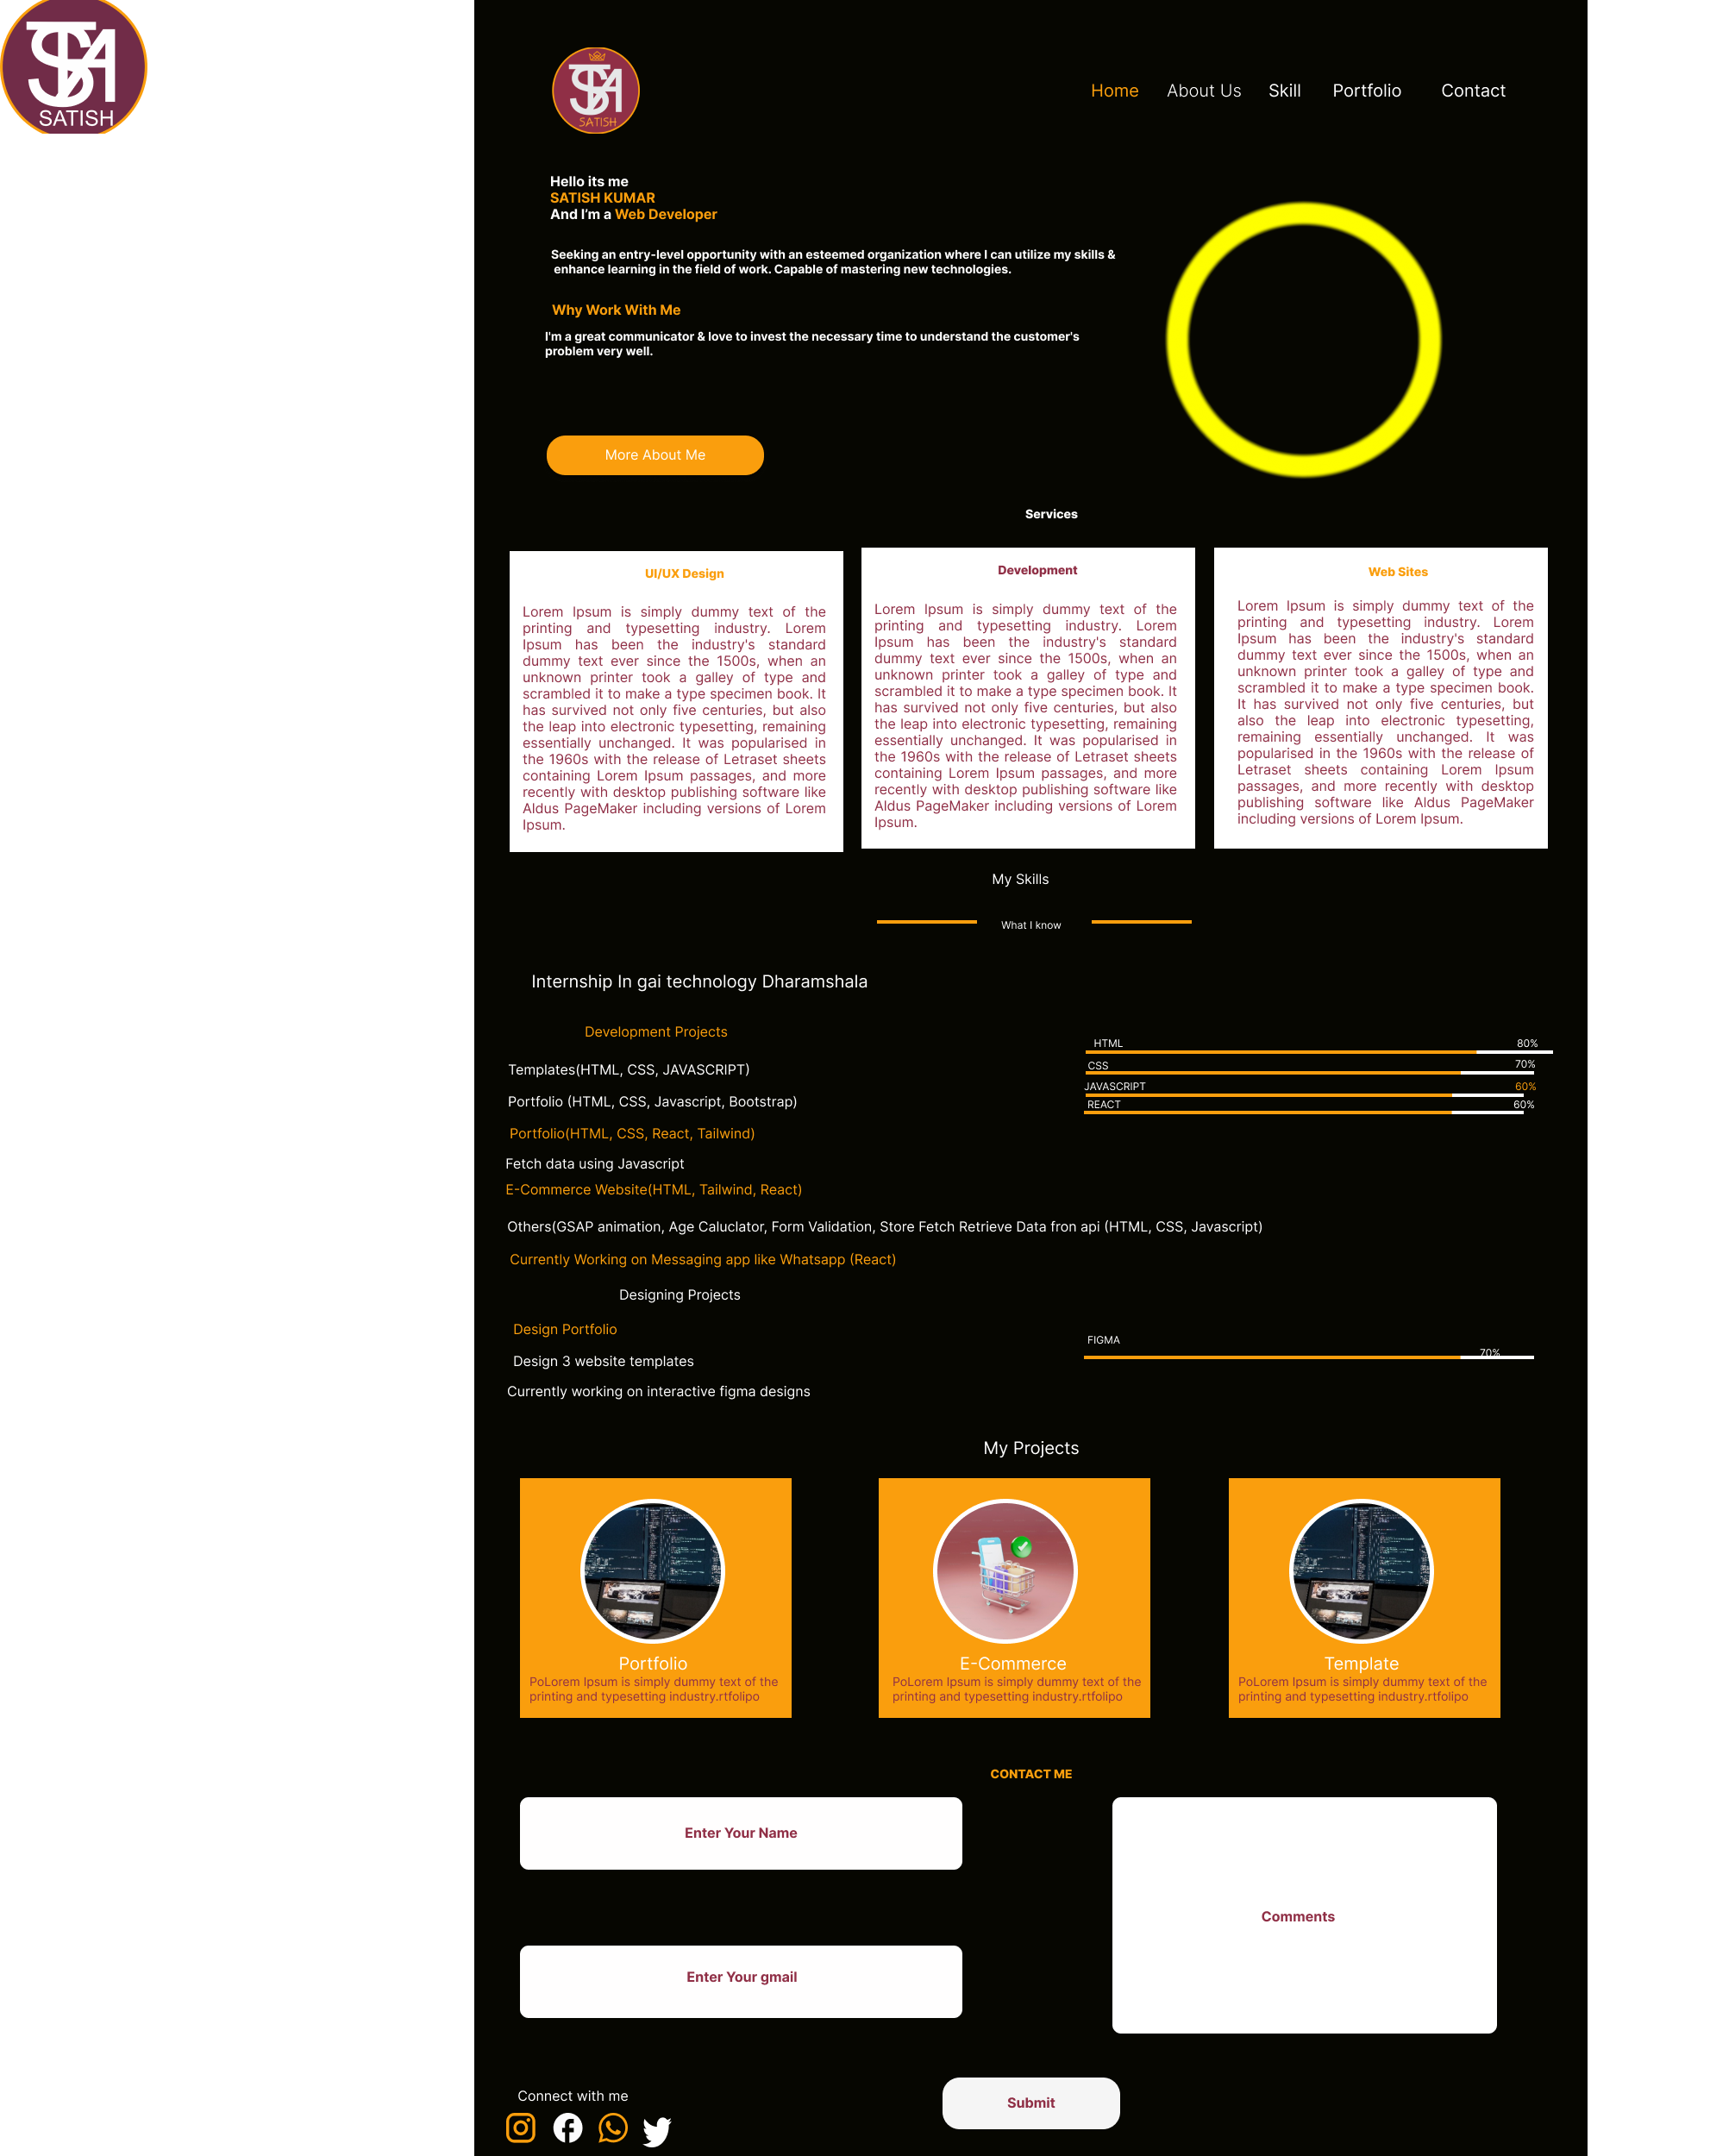 SATISH
SATISH
Home About Us Skill Portfolio Contact
Hello its me
SATISH KUMAR
And I'm a Web Developer
Seeking an entry-level opportunity with an esteemed organization where I can utilize my skills &
enhance learning in the field of work. Capable of mastering new technologies.
Why Work With Me
I'm a great communicator & love to invest the necessary time to understand the customer's
problem very well.
More About Me
Services
UI/UX Design
Lorem Ipsum is simply dummy text of the
printing and typesetting industry. Lorem
Ipsum has been the industry's standard
dummy text ever since the 1500s, when an
unknown printer took a galley of type and
scrambled it to make a type specimen book. It
has survived not only five centuries, but also
the leap into electronic typesetting, remaining
essentially unchanged. It was popularised in
the 1960s with the release of Letraset sheets
containing Lorem Ipsum passages, and more
recently with desktop publishing software like
Aldus PageMaker including versions of Lorem
Ipsum.
Development
Lorem Ipsum is simply dummy text of the
printing and typesetting industry. Lorem
Ipsum has been the industry's standard
dummy text ever since the 1500s, when an
unknown printer took a galley of type and
scrambled it to make a type specimen book. It
has survived not only five centuries, but also
the leap into electronic typesetting, remaining
essentially unchanged. It was popularised in
the 1960s with the release of Letraset sheets
containing Lorem Ipsum passages, and more
recently with desktop publishing software like
Aldus PageMaker including versions of Lorem
Ipsum.
Web Sites
Lorem Ipsum is simply dummy text of the
printing and typesetting industry. Lorem
Ipsum has been the industry's standard
dummy text ever since the 1500s, when an
unknown printer took a galley of type and
scrambled it to make a type specimen book.
It has survived not only five centuries, but
also the leap into electronic typesetting,
remaining essentially unchanged. It was
popularised in the 1960s with the release of
Letraset sheets containing Lorem Ipsum
passages, and more recently with desktop
publishing software like Aldus PageMaker
including versions of Lorem Ipsum.
My Skills
What I know
Internship In gai technology Dharamshala
Development Projects
Templates(HTML, CSS, JAVASCRIPT)
Portfolio (HTML, CSS, Javascript, Bootstrap)
Portfolio(HTML, CSS, React, Tailwind)
Fetch data using Javascript
E-Commerce Website(HTML, Tailwind, React)
HTML 80%
CSS 70%
JAVASCRIPT 60%
REACT 60%
Others(GSAP animation, Age Caluclator, Form Validation, Store Fetch Retrieve Data fron api (HTML, CSS, Javascript)
Currently Working on Messaging app like Whatsapp (React)
Designing Projects
Design Portfolio
Design 3 website templates
Currently working on interactive figma designs
FIGMA
70%
My Projects
Portfolio
PoLorem Ipsum is simply dummy text of the
printing and typesetting industry.rtfolipo
E-Commerce
PoLorem Ipsum is simply dummy text of the
printing and typesetting industry.rtfolipo
Template
PoLorem Ipsum is simply dummy text of the
printing and typesetting industry.rtfolipo
CONTACT ME
Enter Your Name
Comments
Enter Your gmail
Submit
Connect with me